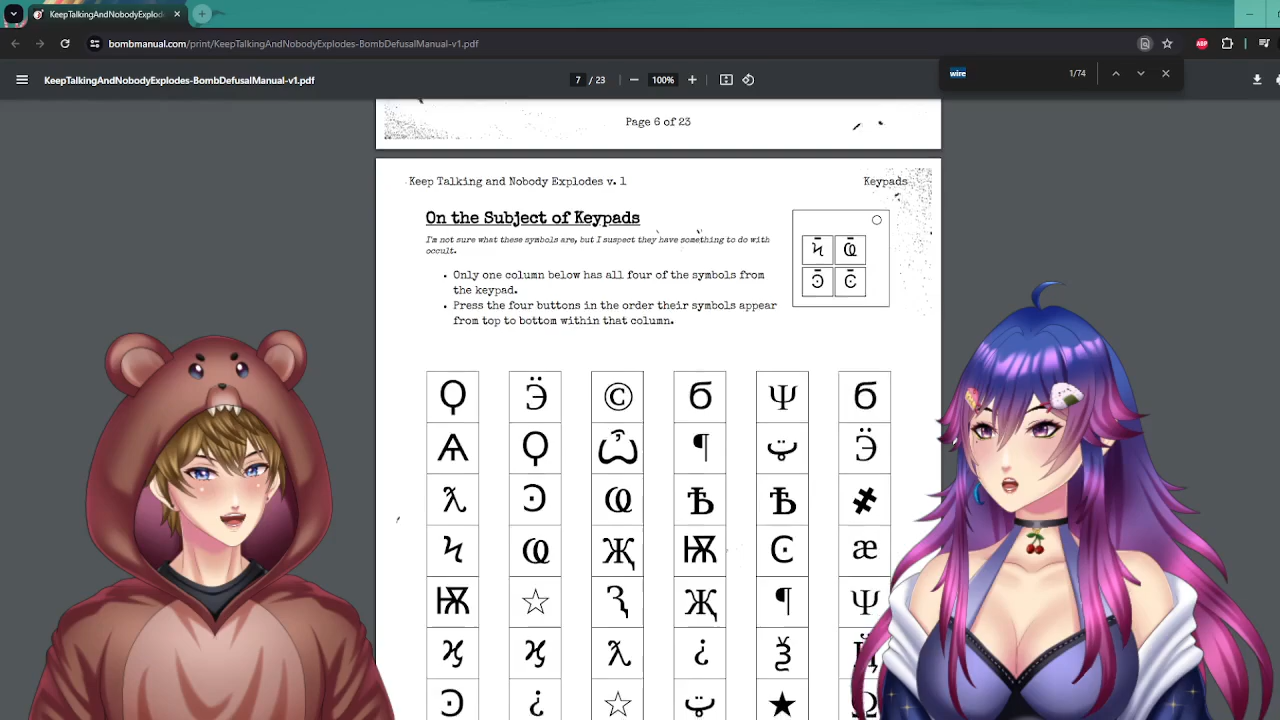 KeepTalkingAndNobodyExplode
bombmanual.com/print/KeepTalkingAndNobodyExplodes-BombDefusalManual-v1.pdf
ABP
KeepTalkingAndNobodyExplodes-BombDefusalManual-v1.pdf
7 / 23
100%
wire
1/74
Page 6 of 23
Keep Talking and Nobody Explodes v. 1
Keypads
On the Subject of Keypads
I'm not sure what these symbols are, but I suspect they have something to do with
occult.
• Only one column below has all four of the symbols from
the keypad.
• Press the four buttons in the order their symbols appear
from top to bottom within that column.
Ϟ Ҩ
Ͽ Ͼ
Ϙ Ӭ © б Ψ б
Ѧ Ϙ Ѽ ¶ ټ Ӭ
ƛ Ͽ Ҩ Ѣ Ѣ ҂
Ϟ Ҩ Җ Ѭ Ͼ æ
Ѭ ☆ Ԇ Җ ¶ Ψ
ϗ ϗ ƛ ¿ Ѯ Ҋ
Ͽ ¿ ☆ ټ ★ Ω